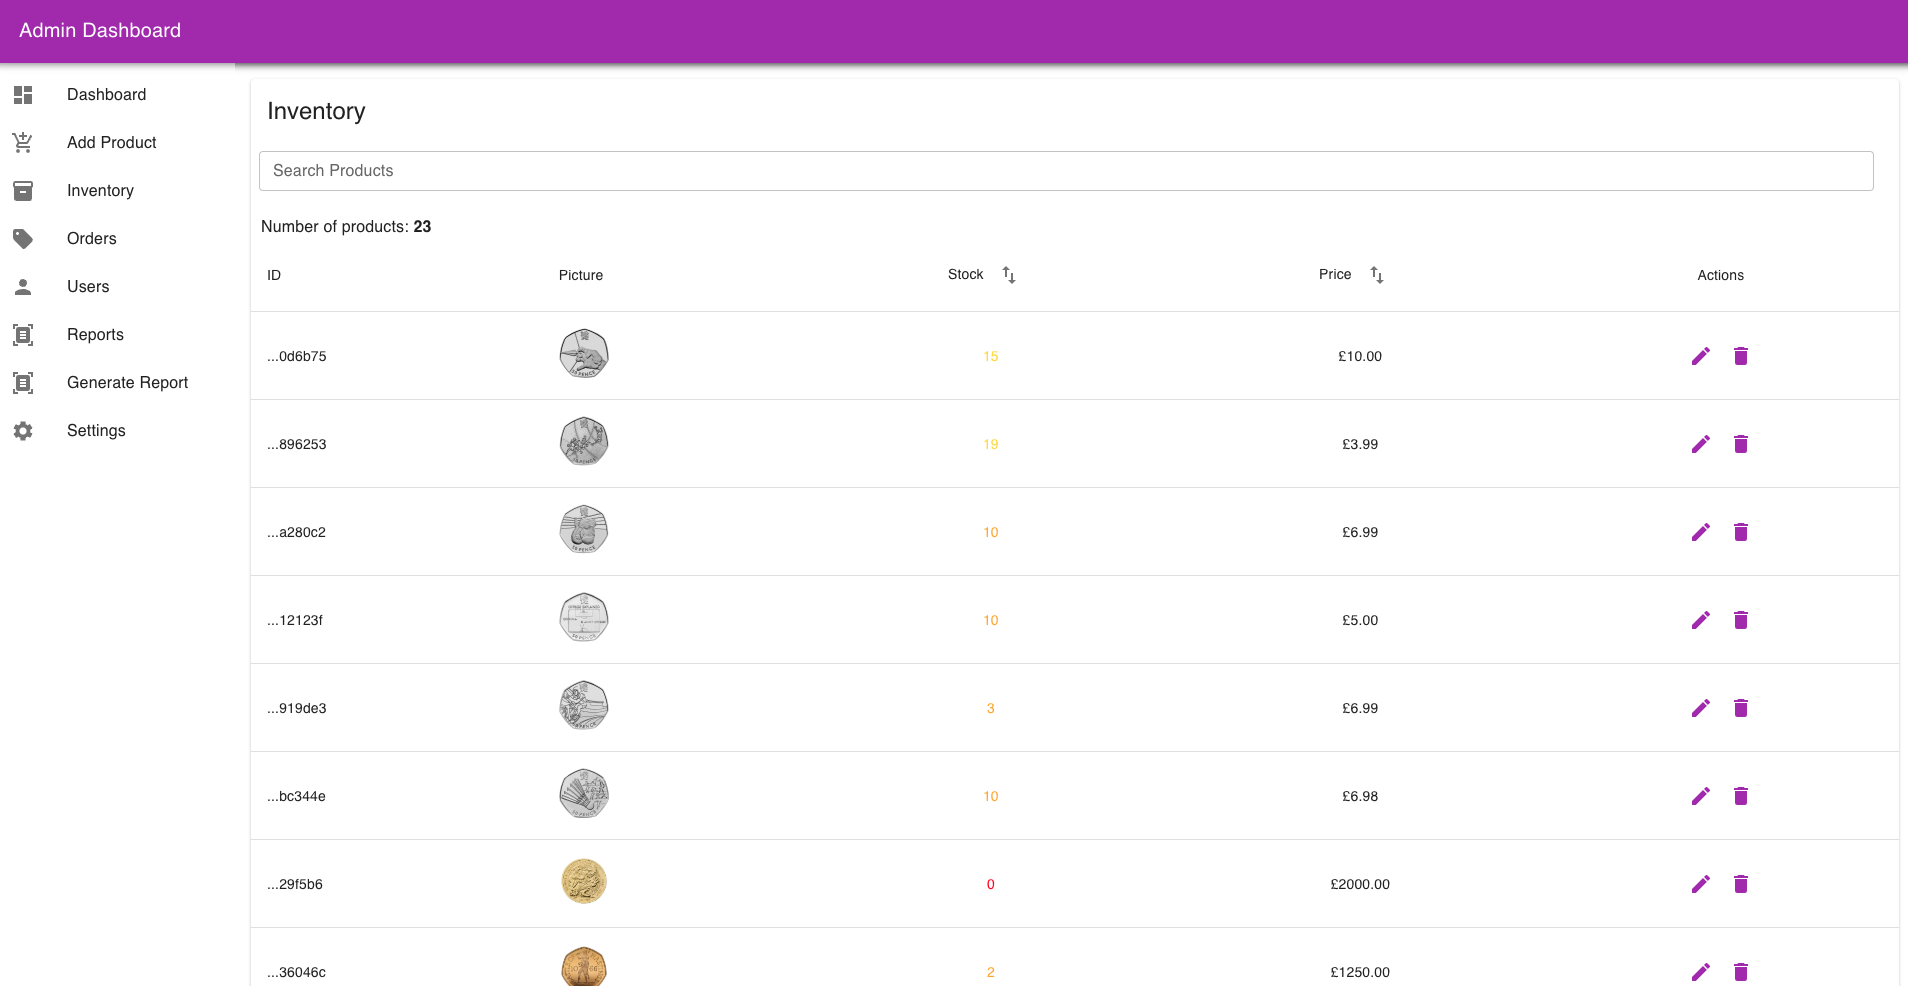 Admin Dashboard
Dashboard
Add Product
Inventory
Orders
Users
Reports
Generate Report
Settings
Inventory
Search Products
Number of products: 23
ID Picture Stock Price Actions
...0d6b75 15 £10.00
...896253 19 £3.99
...a280c2 10 £6.99
...12123f 10 £5.00
...919de3 3 £6.99
...bc344e 10 £6.98
...29f5b6 0 £2000.00
...36046c 2 £1250.00